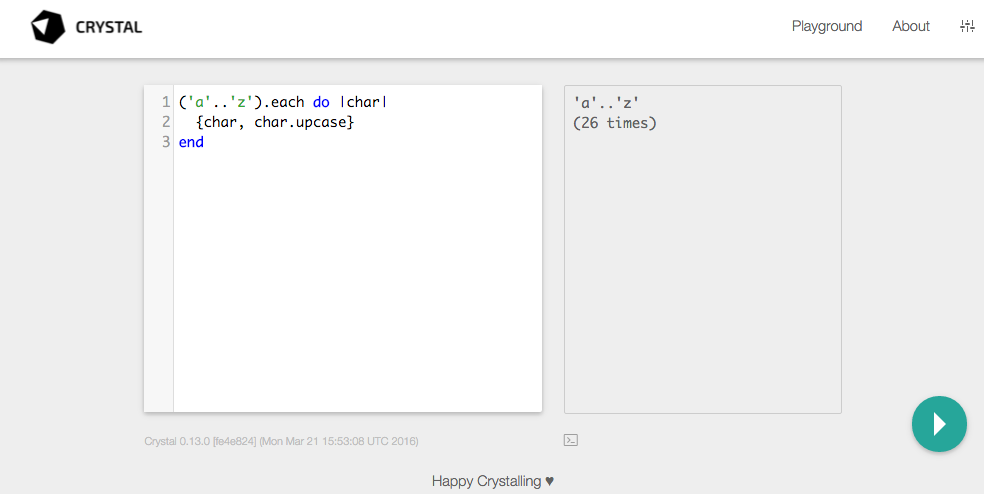 CRYSTAL
Playground About
1 ('a'..'z').each do |char|
2   {char, char.upcase}
3 end
'a'..'z'
(26 times)
Crystal 0.13.0 [fe4e824] (Mon Mar 21 15:53:08 UTC 2016)
Happy Crystalling ♥